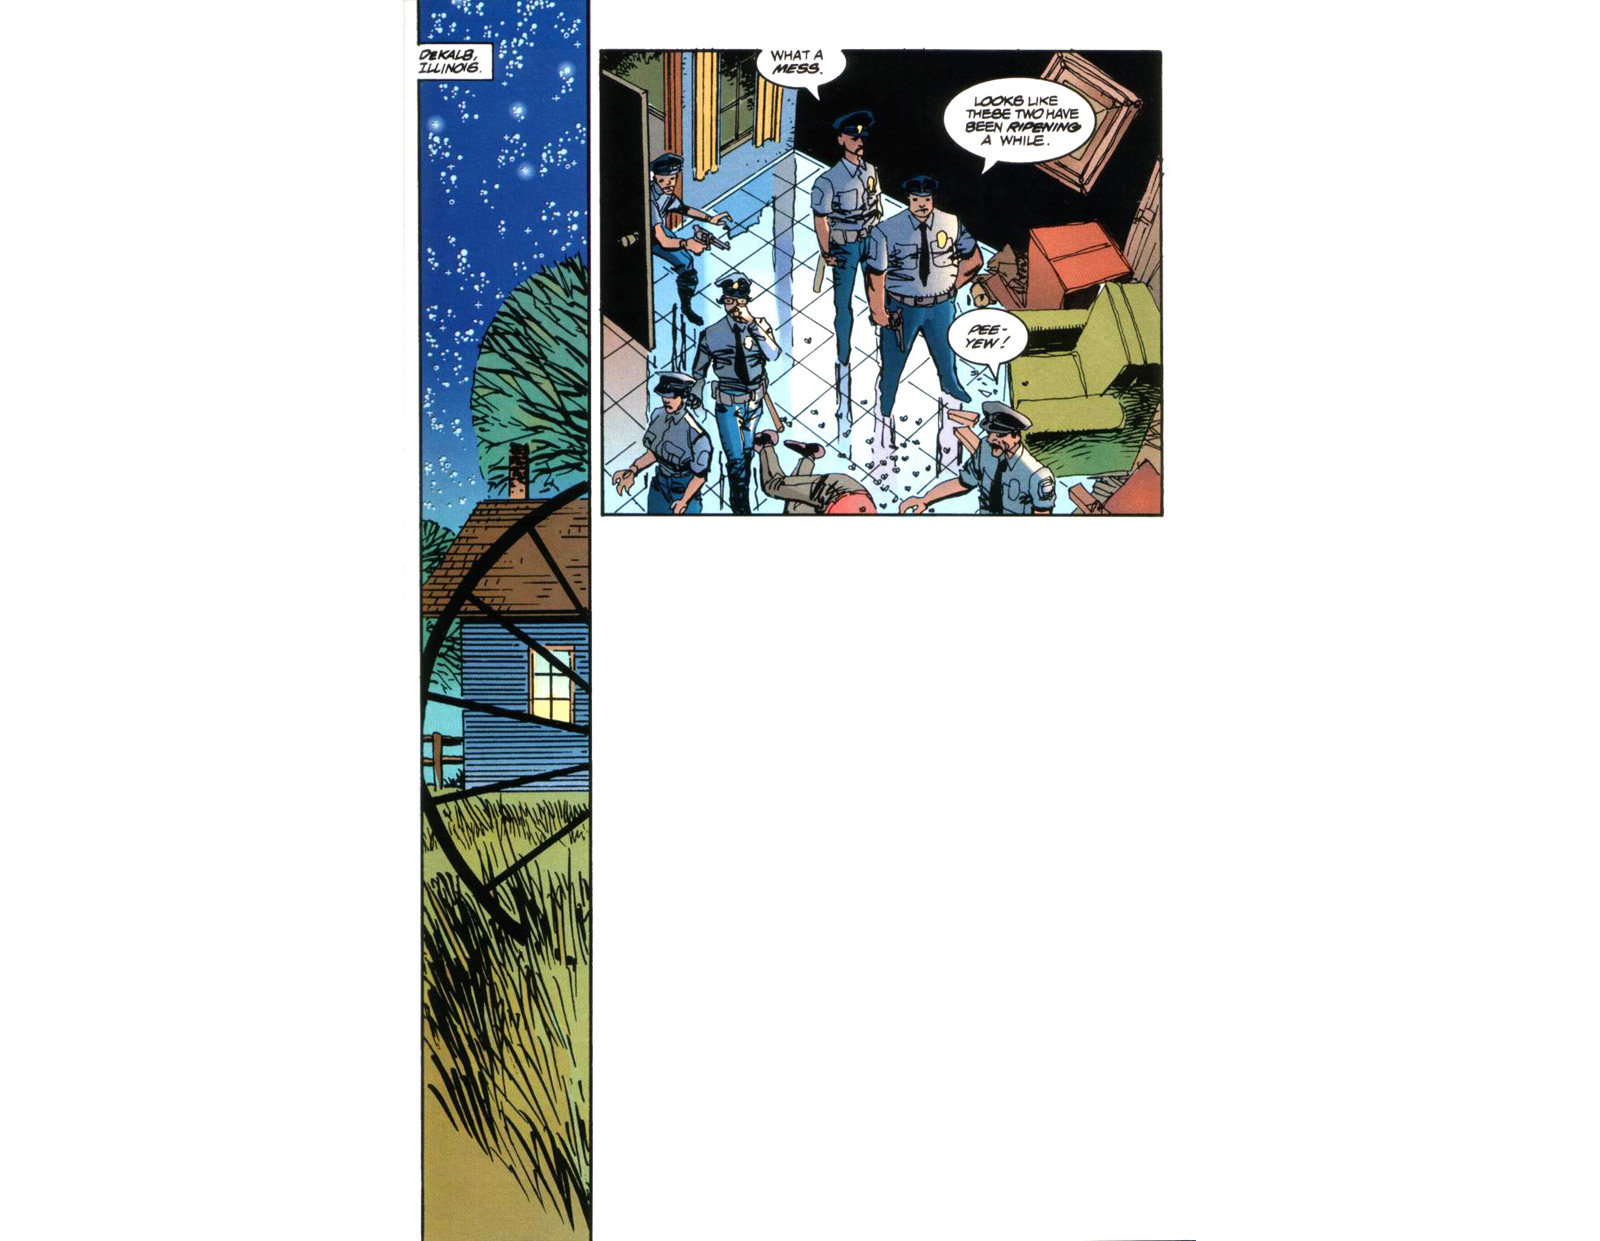 DEKALB,
ILLINOIS.
WHAT A
MESS.
LOOKS LIKE
THESE TWO HAVE
BEEN RIPENING
A WHILE.
PEE-
YEW!